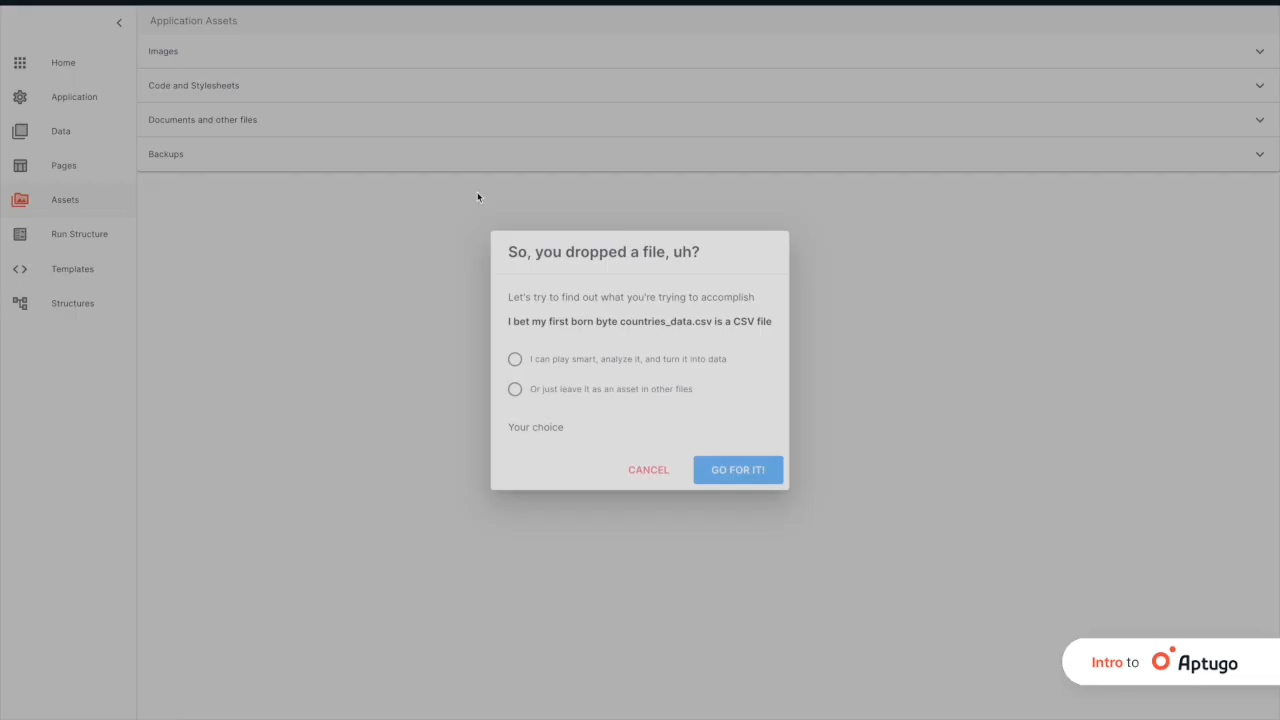 Application Assets
Home
Application
Data
Pages
Assets
Run Structure
Templates
Structures
Images
Code and Stylesheets
Documents and other files
Backups
So, you dropped a file, uh?
Let's try to find out what you're trying to accomplish
I bet my first born byte countries_data.csv is a CSV file
I can play smart, analyze it, and turn it into data
Or just leave it as an asset in other files
Your choice
CANCEL
GO FOR IT!
Intro to Aptugo